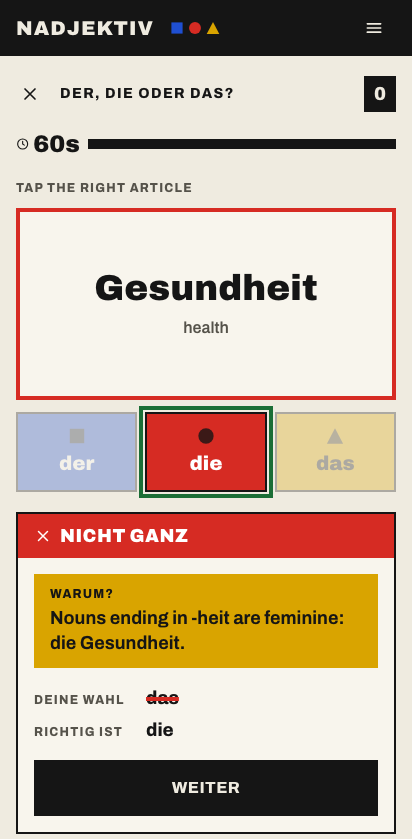 NADJEKTIV
DER, DIE ODER DAS?
0
60s
TAP THE RIGHT ARTICLE
Gesundheit
health
der
die
das
NICHT GANZ
WARUM?
Nouns ending in -heit are feminine:
die Gesundheit.
DEINE WAHL das
RICHTIG IST die
WEITER